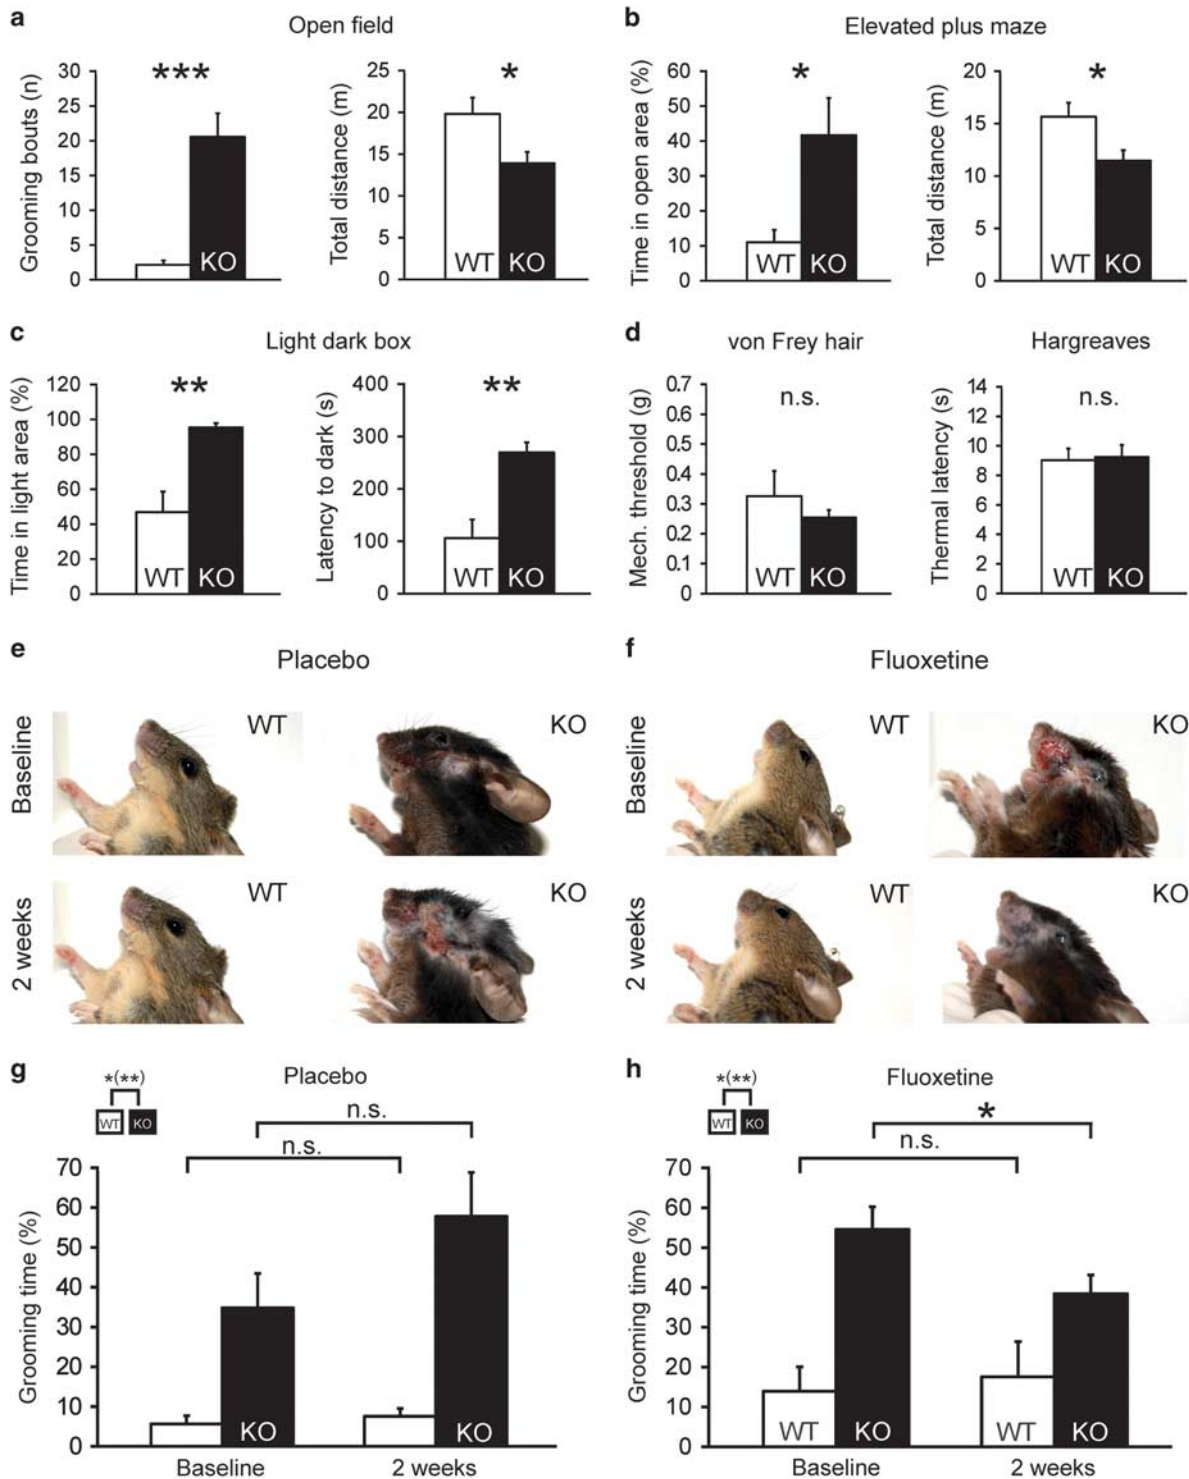 a
Open field
Grooming bouts (n)
30
25
20
15
10
5
0
***
KO
Total distance (m)
25
20
15
10
5
0
*
WT KO
b
Elevated plus maze
Time in open area (%)
60
50
40
30
20
10
0
*
WT KO
Total distance (m)
20
15
10
5
0
*
WT KO
c
Light dark box
Time in light area (%)
120
100
80
60
40
20
0
**
WT KO
Latency to dark (s)
400
300
200
100
0
**
WT KO
d
von Frey hair
Mech. threshold (g)
0.7
0.6
0.5
0.4
0.3
0.2
0.1
0
n.s.
WT KO
Hargreaves
Thermal latency (s)
14
12
10
8
6
4
2
0
n.s.
WT KO
e
Placebo
Baseline
WT
KO
2 weeks
WT
KO
f
Fluoxetine
Baseline
WT
KO
2 weeks
WT
KO
g
Placebo
*(**)
WT KO
n.s.
n.s.
Grooming time (%)
70
60
50
40
30
20
10
0
KO
KO
Baseline
2 weeks
h
Fluoxetine
*(**)
WT KO
*
n.s.
Grooming time (%)
70
60
50
40
30
20
10
0
WT KO
WT KO
Baseline
2 weeks